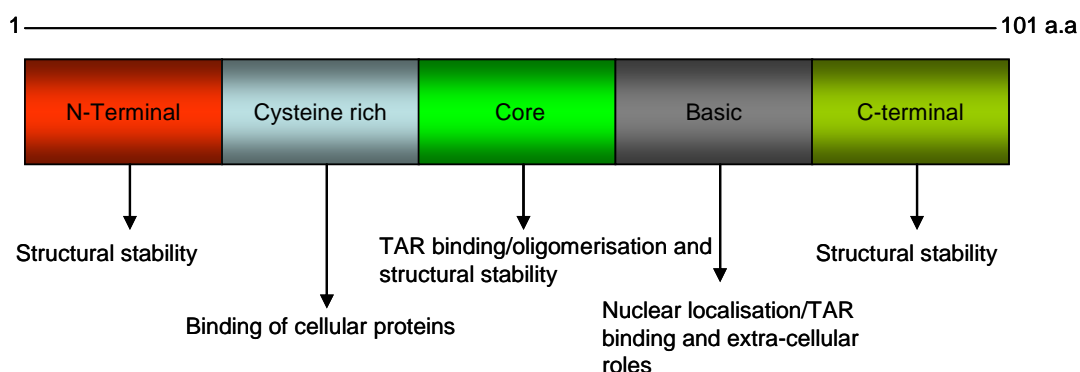 1 101 a.a
N-Terminal Cysteine rich Core Basic C-terminal
Structural stability
TAR binding/oligomerisation and
structural stability
Structural stability
Binding of cellular proteins
Nuclear localisation/TAR
binding and extra-cellular
roles